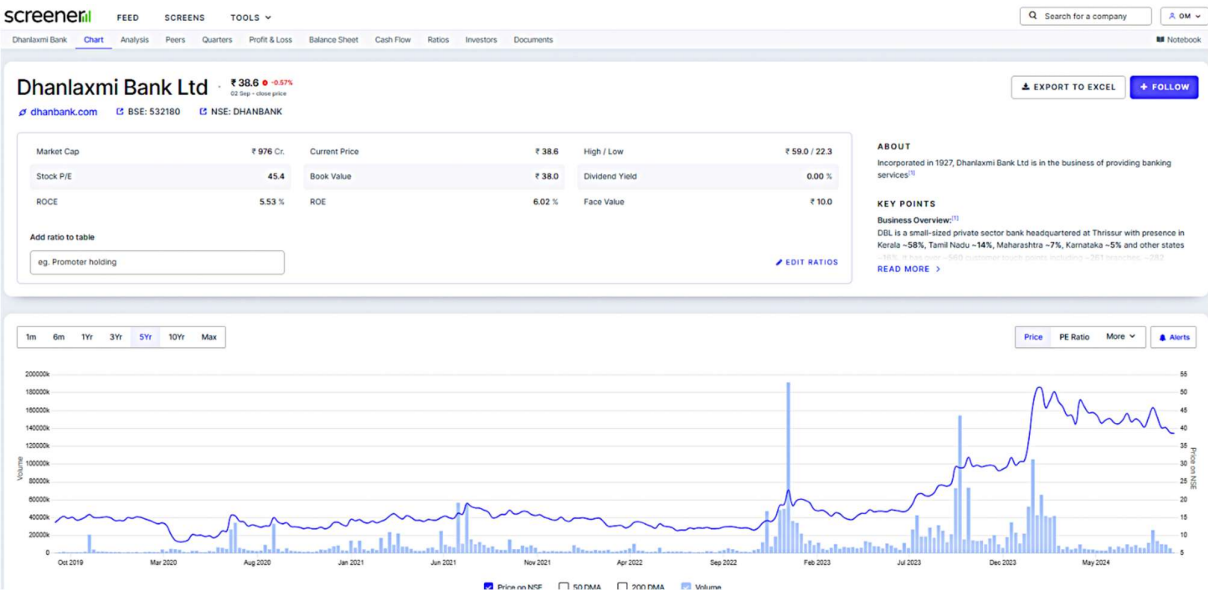 screener
FEED SCREENS TOOLS
Search for a company
OM
Dhanlaxmi Bank Chart Analysis Peers Quarters Profit & Loss Balance Sheet Cash Flow Ratios Investors Documents
Notebook
Dhanlaxmi Bank Ltd
₹ 38.6 -0.57%
02 Sep - close price
EXPORT TO EXCEL
+ FOLLOW
dhanbank.com BSE: 532180 NSE: DHANBANK
Market Cap ₹ 976 Cr. Current Price ₹ 38.6 High / Low ₹ 59.0 / 22.3
Stock P/E 45.4 Book Value ₹ 38.0 Dividend Yield 0.00 %
ROCE 5.53 % ROE 6.02 % Face Value ₹ 10.0
Add ratio to table
eg. Promoter holding
EDIT RATIOS
ABOUT
Incorporated in 1927, Dhanlaxmi Bank Ltd is in the business of providing banking
services[1]
KEY POINTS
Business Overview:[1]
DBL is a small-sized private sector bank headquartered at Thrissur with presence in
Kerala ~58%, Tamil Nadu ~14%, Maharashtra ~7%, Karnataka ~5% and other states
READ MORE
1m 6m 1Yr 3Yr 5Yr 10Yr Max
Price PE Ratio More
Alerts
200000k
180000k
160000k
140000k
120000k
100000k
80000k
60000k
40000k
20000k
0
Volume
55
50
45
40
35
30
25
20
15
10
5
Price on NSE
Oct 2019 Mar 2020 Aug 2020 Jan 2021 Jun 2021 Nov 2021 Apr 2022 Sep 2022 Feb 2023 Jul 2023 Dec 2023 May 2024
Price on NSE 50 DMA 200 DMA Volume